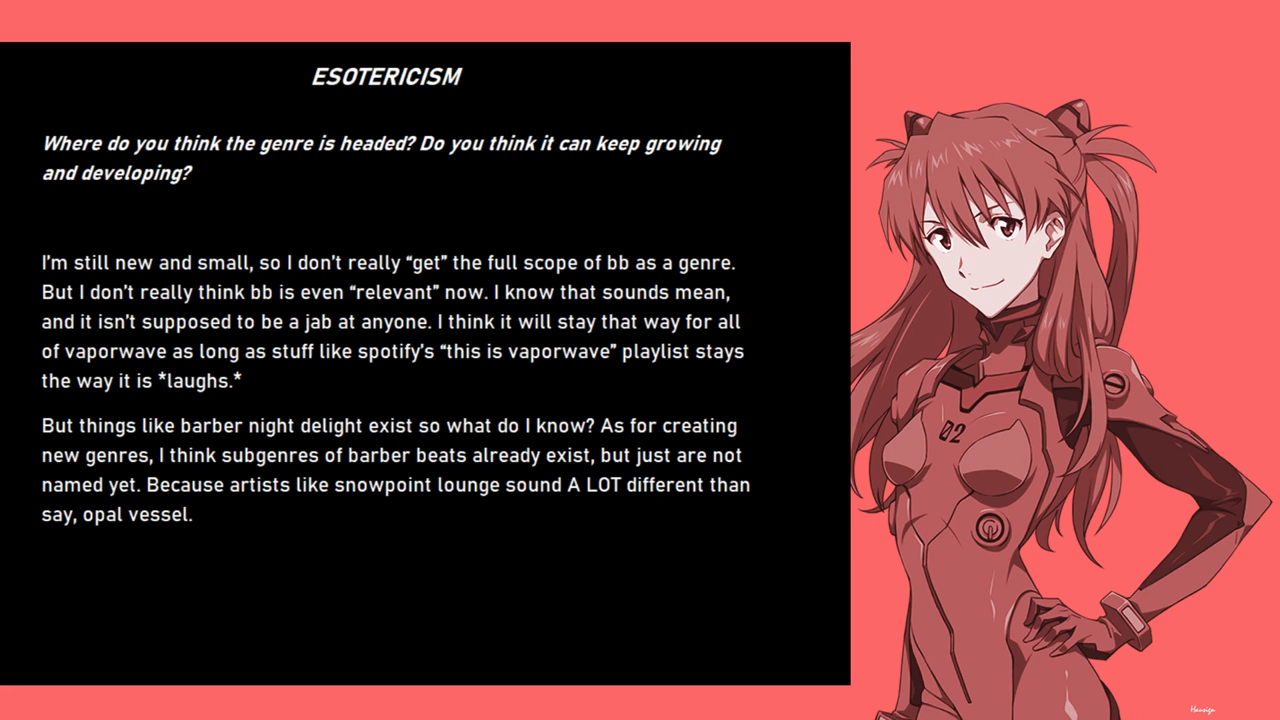 ESOTERICISM
Where do you think the genre is headed? Do you think it can keep growing
and developing?
I’m still new and small, so I don’t really “get” the full scope of bb as a genre.
But I don’t really think bb is even “relevant” now. I know that sounds mean,
and it isn’t supposed to be a jab at anyone. I think it will stay that way for all
of vaporwave as long as stuff like spotify’s “this is vaporwave” playlist stays
the way it is *laughs.*
But things like barber night delight exist so what do I know? As for creating
new genres, I think subgenres of barber beats already exist, but just are not
named yet. Because artists like snowpoint lounge sound A LOT different than
say, opal vessel.
02